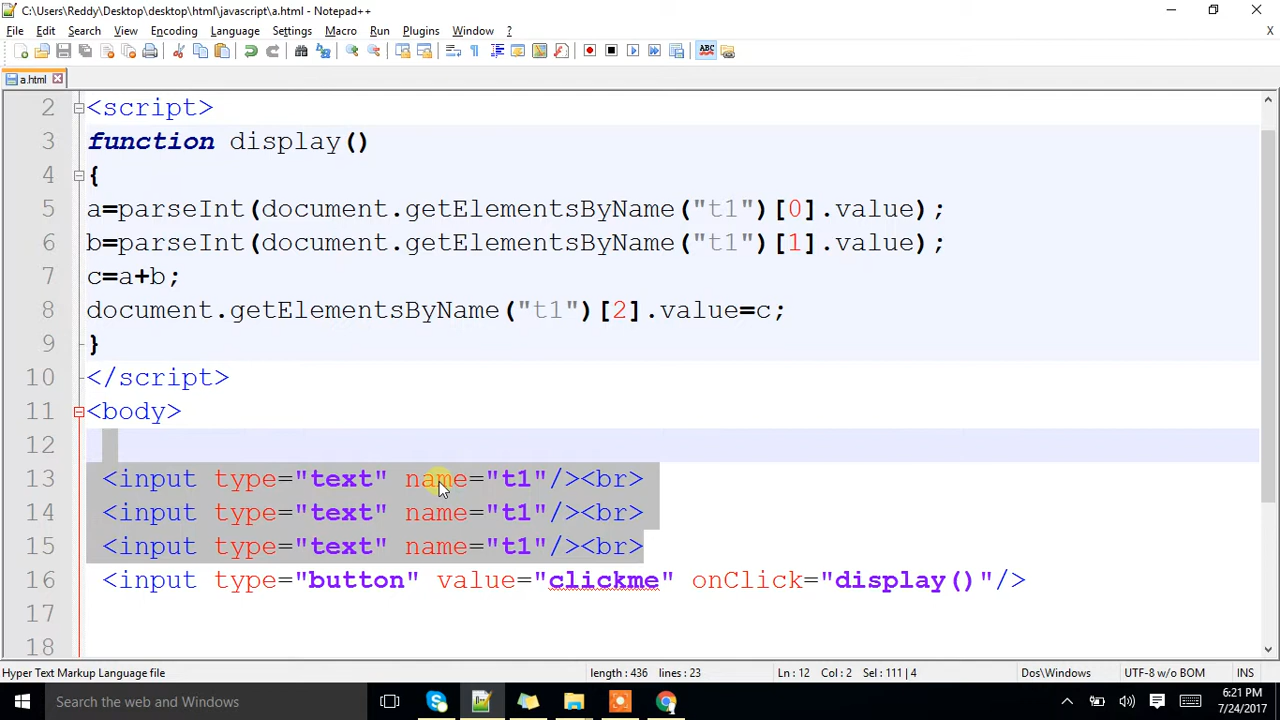 C:\Users\Reddy\Desktop\desktop\html\javascript\a.html - Notepad++
File Edit Search View Encoding Language Settings Macro Run Plugins Window ? X
ABC
a.html
2 <script>
3 function display()
4 {
5 a=parseInt(document.getElementsByName("t1")[0].value);
6 b=parseInt(document.getElementsByName("t1")[1].value);
7 c=a+b;
8 document.getElementsByName("t1")[2].value=c;
9 }
10 </script>
11 <body>
12
13 <input type="text" name="t1"/><br>
14 <input type="text" name="t1"/><br>
15 <input type="text" name="t1"/><br>
16 <input type="button" value="clickme" onClick="display()"/>
17
18
Hyper Text Markup Language file length : 436 lines : 23 Ln : 12 Col : 2 Sel : 111 | 4 Dos\Windows UTF-8 w/o BOM INS
Search the web and Windows
6:21 PM
7/24/2017